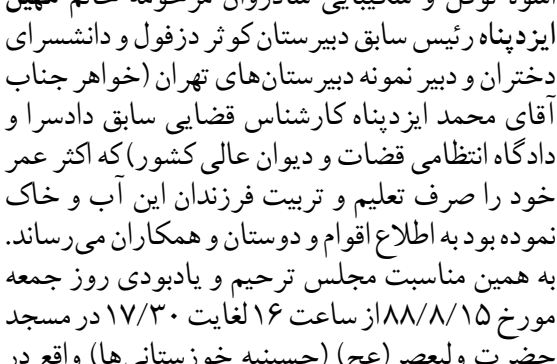 اسوه توکل و شکیبایی شادروان مرحومه خانم مهین
ایزدپناه رئیس سابق دبیرستان کوثر دزفول و دانشسرای
دختران و دبیر نمونه دبیرستان‌های تهران (خواهر جناب
آقای محمد ایزدپناه کارشناس قضایی سابق دادسرا و
دادگاه انتظامی قضات و دیوان عالی کشور) که اکثر عمر
خود را صرف تعلیم و تربیت فرزندان این آب و خاک
نموده بود به اطلاع اقوام و دوستان و همکاران می‌رساند.
به همین مناسبت مجلس ترحیم و یادبودی روز جمعه
مورخ ۸۸/۸/۱۵ از ساعت ۱۶ لغایت ۱۷/۳۰ در مسجد
حضرت ولیعصر (عج) (حسینیه خوزستانی‌ها) واقع در